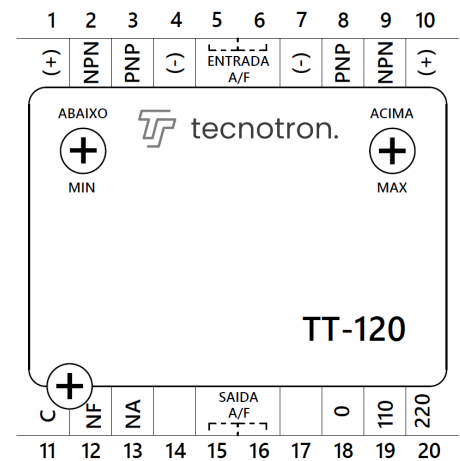 1 2 3 4 5 6 7 8 9 10
(+) NPN PNP (-) ENTRADA A/F (-) PNP NPN (+)
ABAIXO
MIN
tecnotron.
ACIMA
MAX
TT-120
C NF NA SAIDA A/F 0 110 220
11 12 13 14 15 16 17 18 19 20